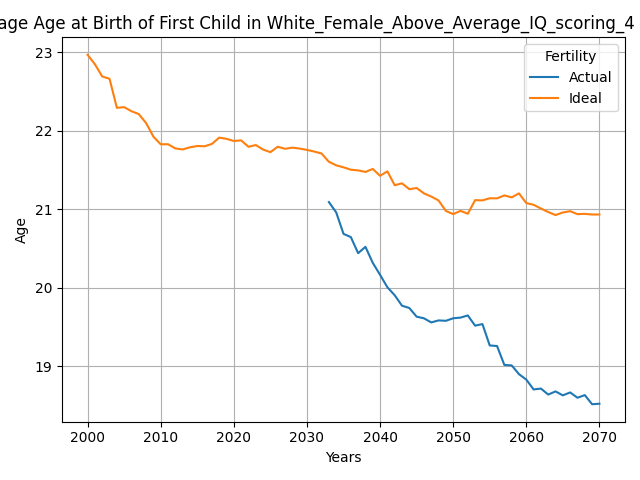 age Age at Birth of First Child in White_Female_Above_Average_IQ_scoring_4
Fertility
Actual
Ideal
23
22
21
20
19
Age
2000 2010 2020 2030 2040 2050 2060 2070
Years